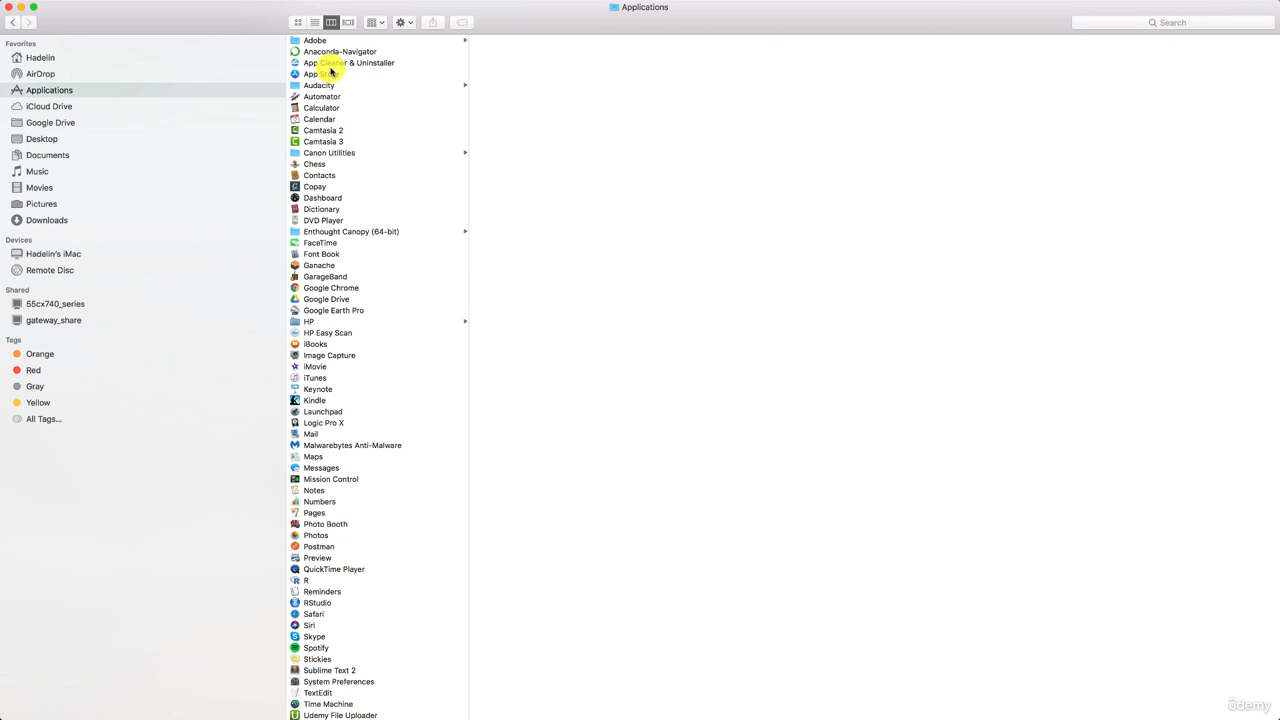 Applications
Search
Favorites
Hadelin
AirDrop
Applications
iCloud Drive
Google Drive
Desktop
Documents
Music
Movies
Pictures
Downloads
Devices
Hadelin's iMac
Remote Disc
Shared
55cx740_series
gateway_share
Tags
Orange
Red
Gray
Yellow
All Tags...
Adobe
Anaconda-Navigator
App Cleaner & Uninstaller
App Store
Audacity
Automator
Calculator
Calendar
Camtasia 2
Camtasia 3
Canon Utilities
Chess
Contacts
Copay
Dashboard
Dictionary
DVD Player
Enthought Canopy (64-bit)
FaceTime
Font Book
Ganache
GarageBand
Google Chrome
Google Drive
Google Earth Pro
HP
HP Easy Scan
iBooks
Image Capture
iMovie
iTunes
Keynote
Kindle
Launchpad
Logic Pro X
Mail
Malwarebytes Anti-Malware
Maps
Messages
Mission Control
Notes
Numbers
Pages
Photo Booth
Photos
Postman
Preview
QuickTime Player
R
Reminders
RStudio
Safari
Siri
Skype
Spotify
Stickies
Sublime Text 2
System Preferences
TextEdit
Time Machine
Udemy File Uploader
ûdemy